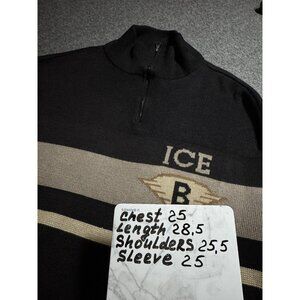 ICE
B
chest 25
Length 28,5
ShouldERS 25,5
Sleeve 25